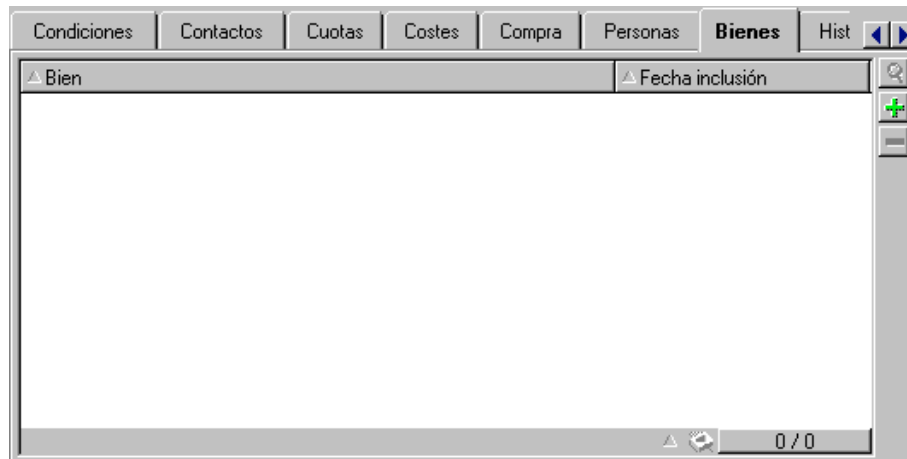 Condiciones Contactos Cuotas Costes Compra Personas Bienes Hist
Bien Fecha inclusión
0 / 0